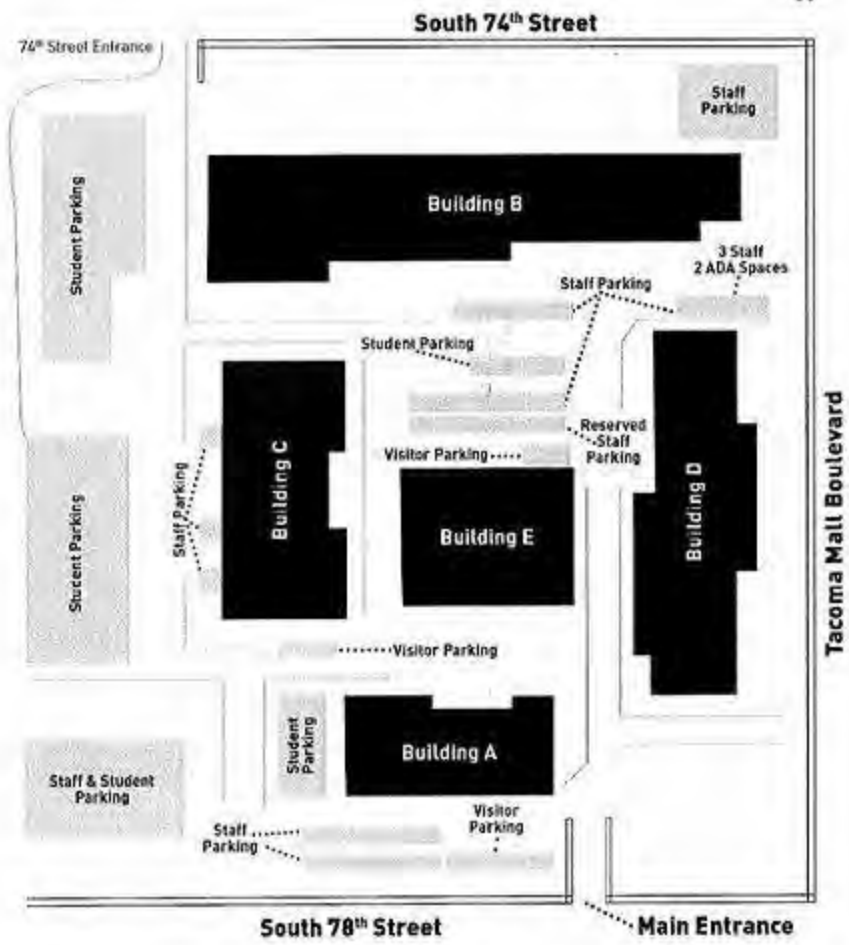 South 74th Street
74th Street Entrance
Staff
Parking
Student Parking
Building B
3 Staff
2 ADA Spaces
Staff Parking
Student Parking
Reserved
Staff
Parking
Visitor Parking
Building C
Building D
Tacoma Mall Boulevard
Staff Parking
Student Parking
Building E
Visitor Parking
Student
Parking
Building A
Staff & Student
Parking
Visitor
Parking
Staff
Parking
South 78th Street
Main Entrance